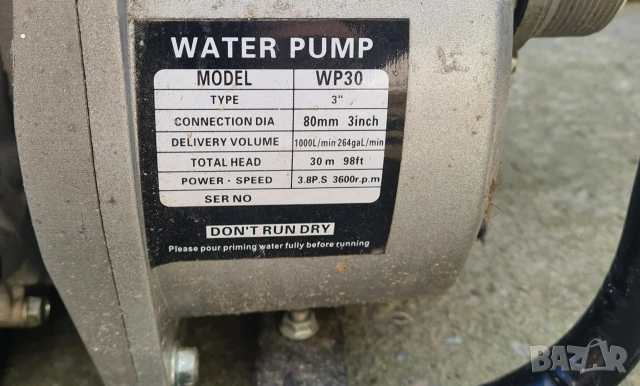 WATER PUMP
MODEL WP30
TYPE 3"
CONNECTION DIA 80mm 3inch
DELIVERY VOLUME 1000L/min 264gaL/min
TOTAL HEAD 30 m 98ft
POWER · SPEED 3.8P.S 3600r.p.m
SER NO
DON'T RUN DRY
Please pour priming water fully before running
BAZAR